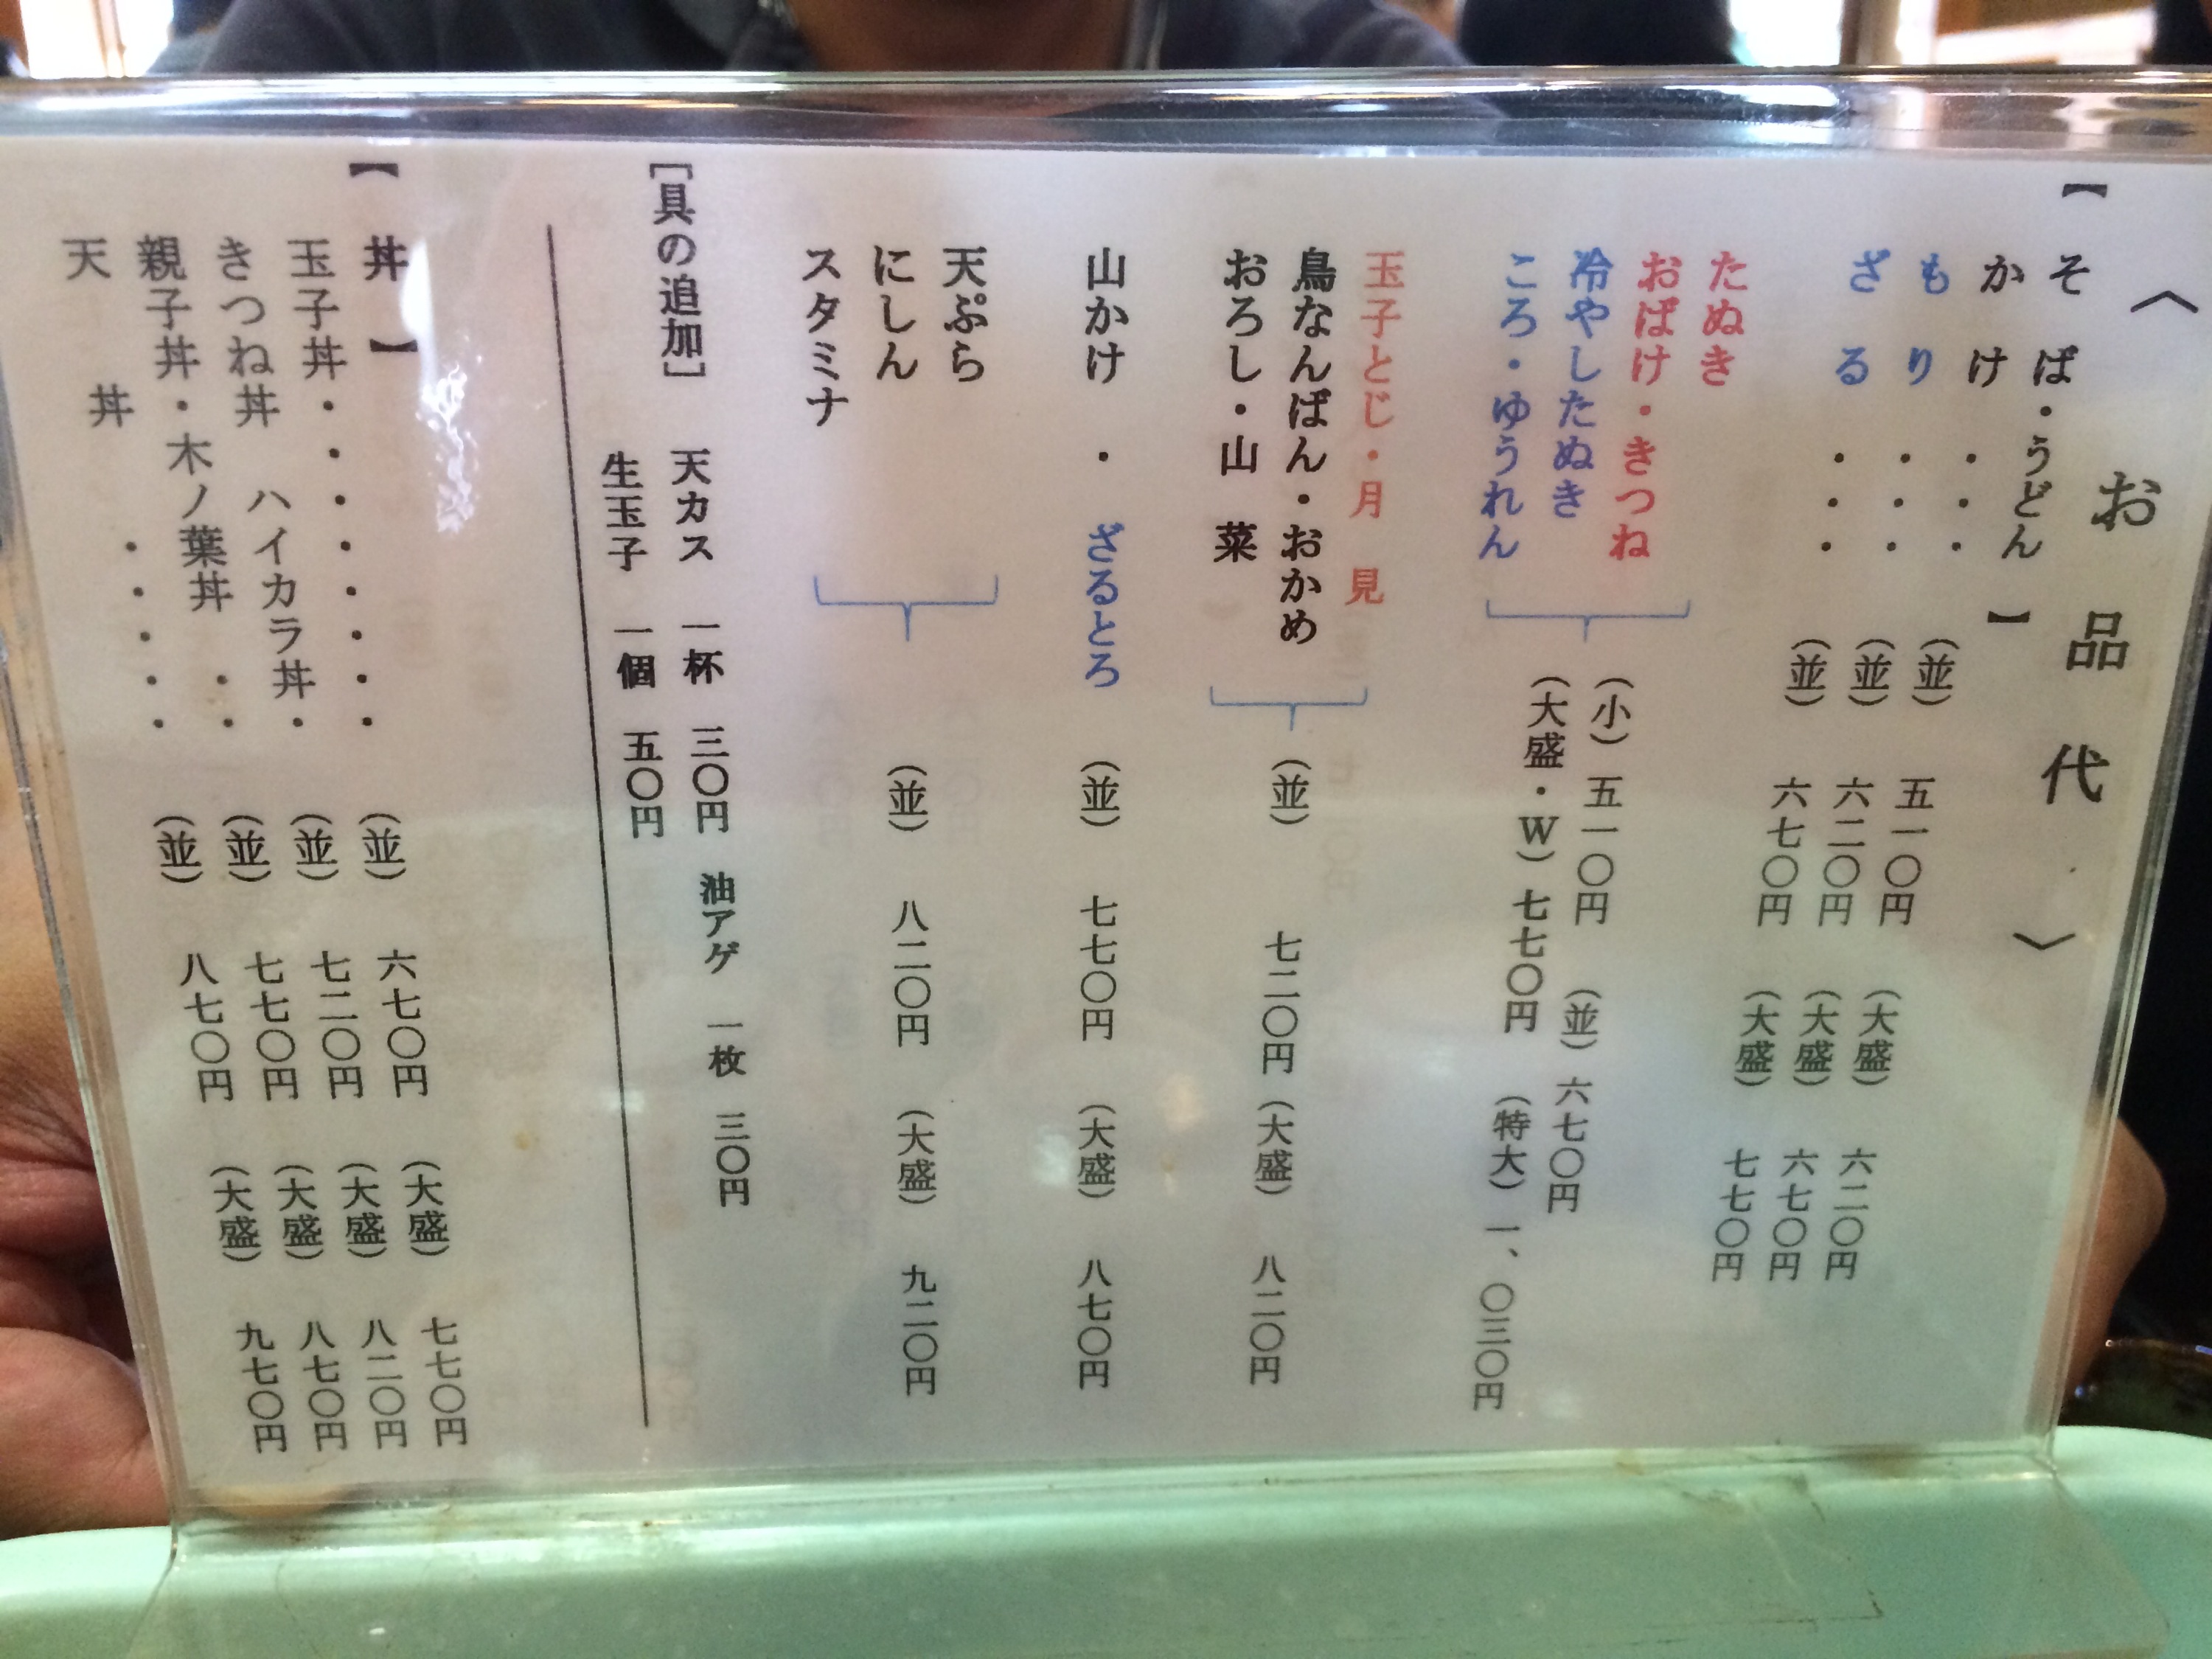 〈お品代〉
【そば・うどん】
かけ・・・（並）五一〇円（大盛）六二〇円
もり・・・（並）六二〇円（大盛）六七〇円
ざる・・・（並）六七〇円（大盛）七七〇円
たぬき
おばけ・きつね
冷やしたぬき
ころ・ゆうれん
（小）五一〇円（並）六七〇円
（大盛・W）七七〇円（特大）一、〇三〇円
玉子とじ・月見
鳥なんばん・おかめ
おろし・山菜
（並）七二〇円（大盛）八二〇円
山かけ・ざるとろ（並）七七〇円（大盛）八七〇円
天ぷら
にしん
スタミナ
（並）八二〇円（大盛）九二〇円
［具の追加］天カス一杯三〇円油アゲ一枚三〇円
生玉子一個五〇円
【丼】
玉子丼・・・・・・・・（並）六七〇円（大盛）七七〇円
きつね丼ハイカラ丼・（並）七二〇円（大盛）八二〇円
親子丼・木ノ葉丼・・（並）七七〇円（大盛）八七〇円
天丼・・・・・（並）八七〇円（大盛）九七〇円